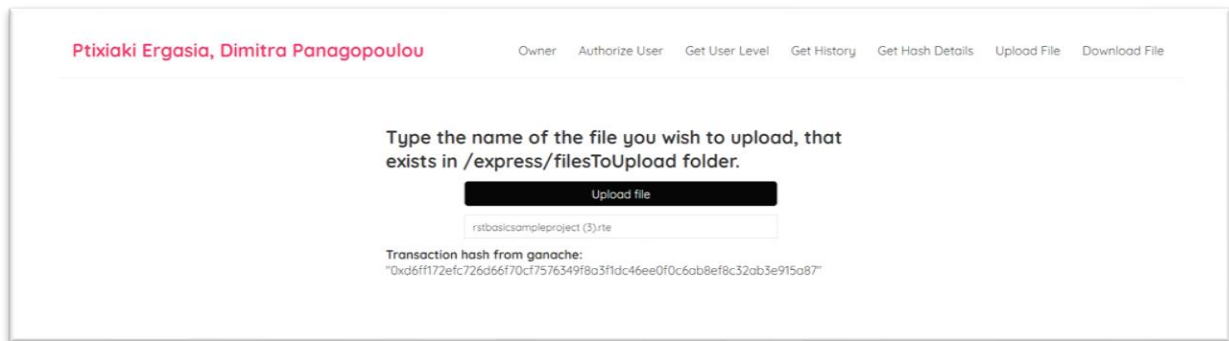 Ptixiaki Ergasia, Dimitra Panagopoulou
Owner Authorize User Get User Level Get History Get Hash Details Upload File Download File
Type the name of the file you wish to upload, that
exists in /express/filesToUpload folder.
Upload file
rstbasicsampleproject (3).rte
Transaction hash from ganache:
"0xd6ff172efc726d66f70cf7576349f8a3f1dc46ee0f0c6ab8ef8c32ab3e915a87"